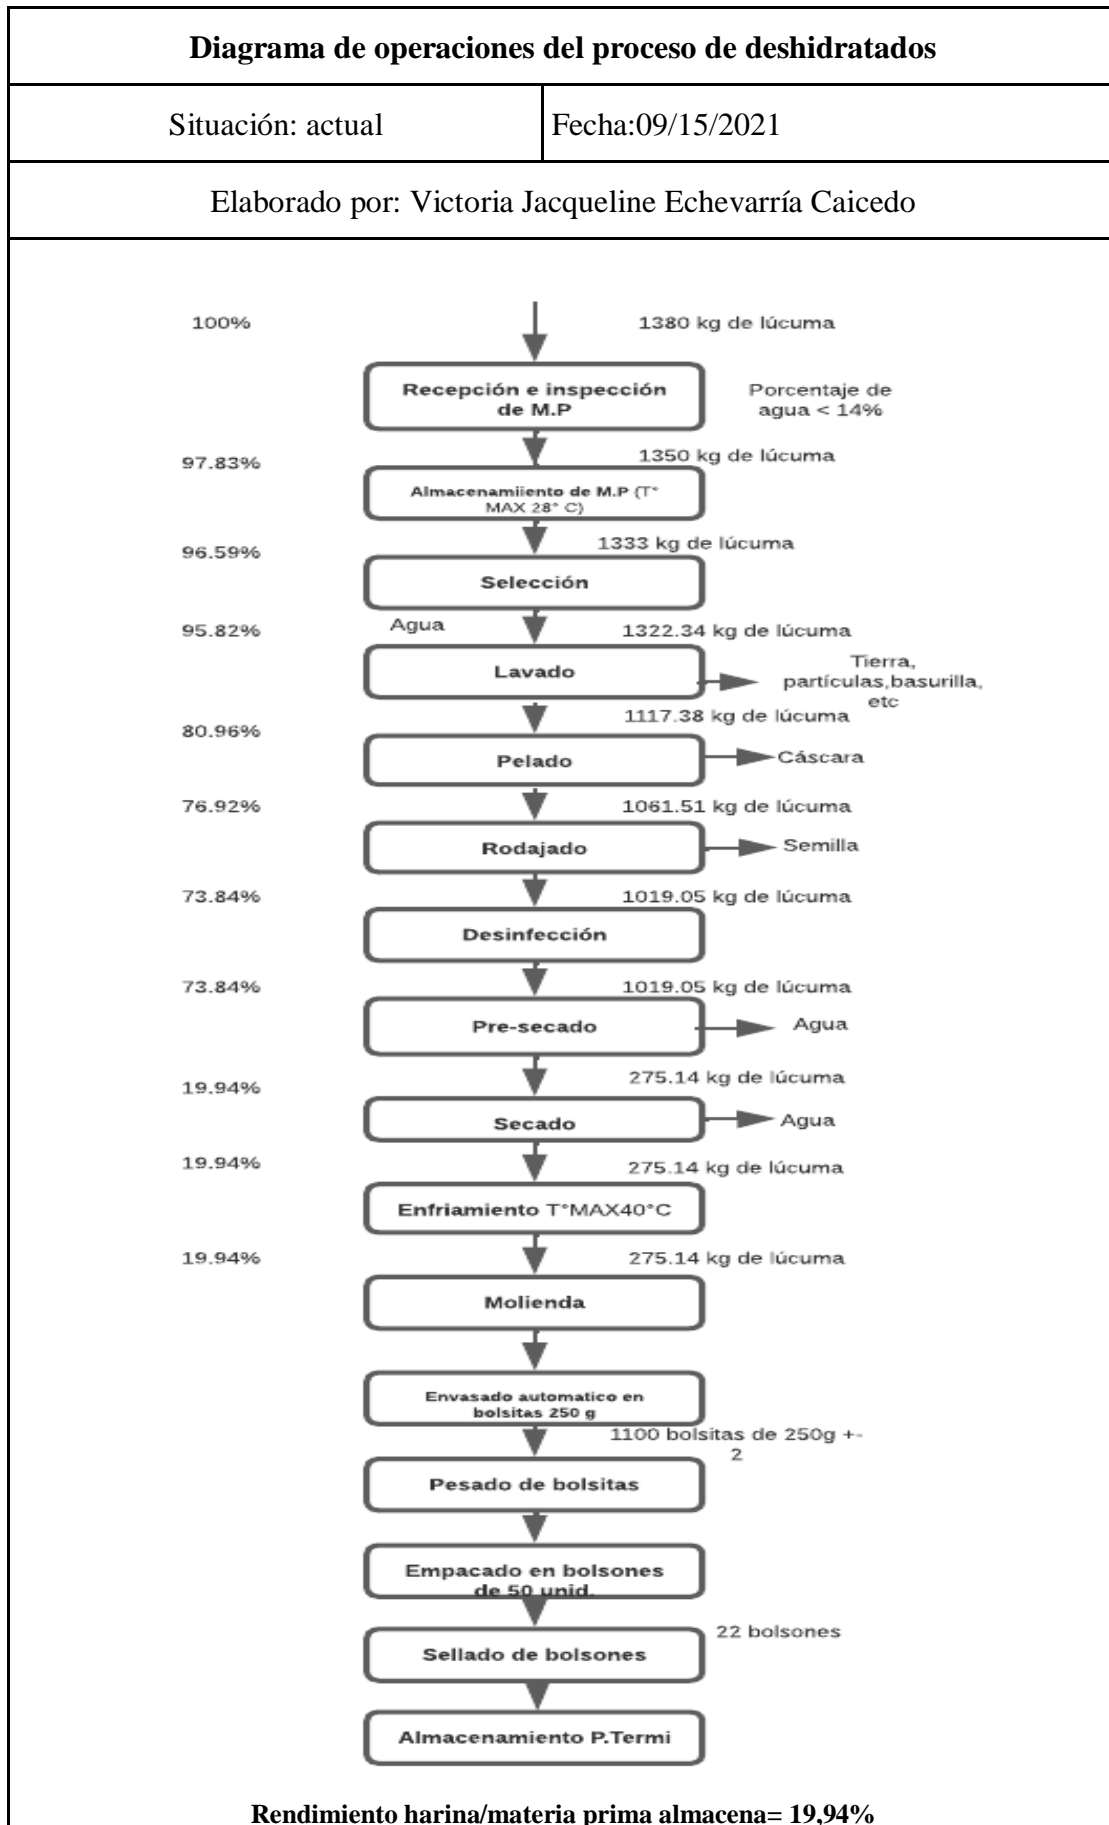 Diagrama de operaciones del proceso de deshidratados
Situación: actual
Fecha:09/15/2021
Elaborado por: Victoria Jacqueline Echevarría Caicedo
100%
1380 kg de lúcuma
Recepción e inspección
de M.P
Porcentaje de
agua < 14%
97.83%
1350 kg de lúcuma
Almacenamiiento de M.P (T°
MAX 28° C)
96.59%
1333 kg de lúcuma
Selección
95.82%
Agua
1322.34 kg de lúcuma
Lavado
Tierra,
partículas,basurilla,
etc
80.96%
1117.38 kg de lúcuma
Pelado
Cáscara
76.92%
1061.51 kg de lúcuma
Rodajado
Semilla
73.84%
1019.05 kg de lúcuma
Desinfección
73.84%
1019.05 kg de lúcuma
Pre-secado
Agua
19.94%
275.14 kg de lúcuma
Secado
Agua
19.94%
275.14 kg de lúcuma
Enfriamiento T°MAX40°C
19.94%
275.14 kg de lúcuma
Molienda
Envasado automatico en
bolsitas 250 g
1100 bolsitas de 250g +-
2
Pesado de bolsitas
Empacado en bolsones
de 50 unid.
22 bolsones
Sellado de bolsones
Almacenamiento P.Termi
Rendimiento harina/materia prima almacena= 19,94%